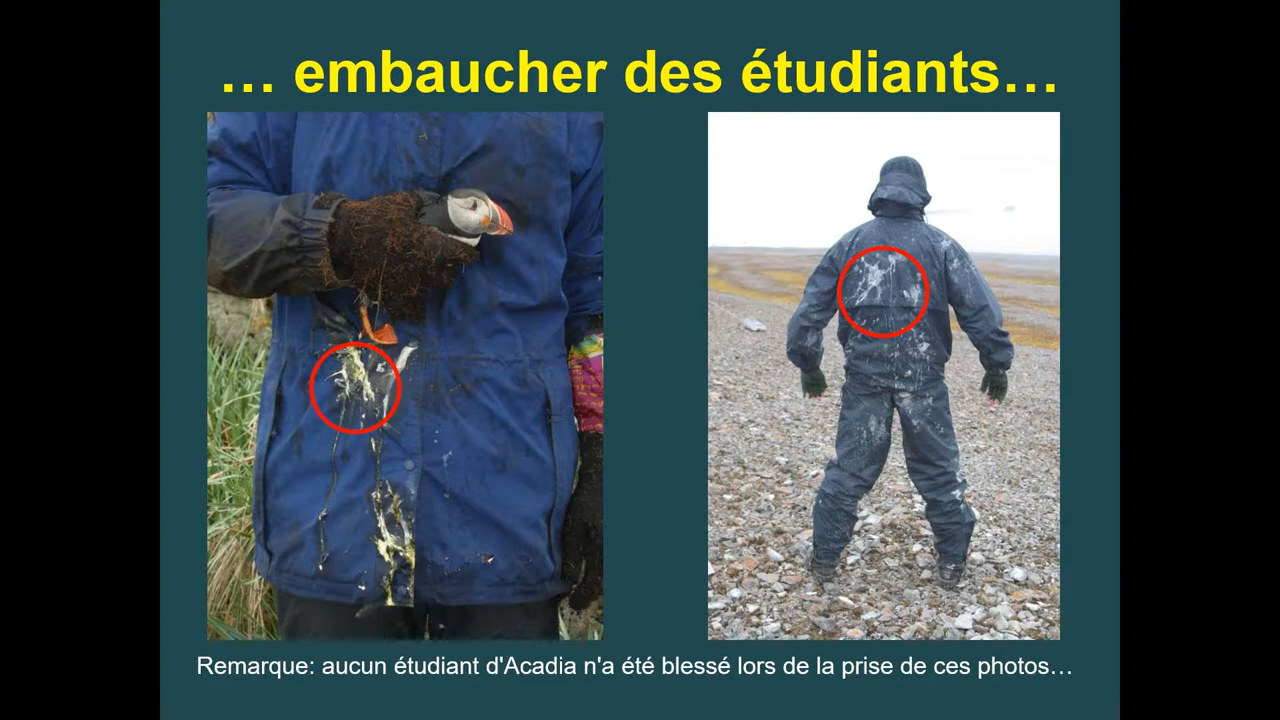 … embaucher des étudiants…
Remarque: aucun étudiant d'Acadia n'a été blessé lors de la prise de ces photos…